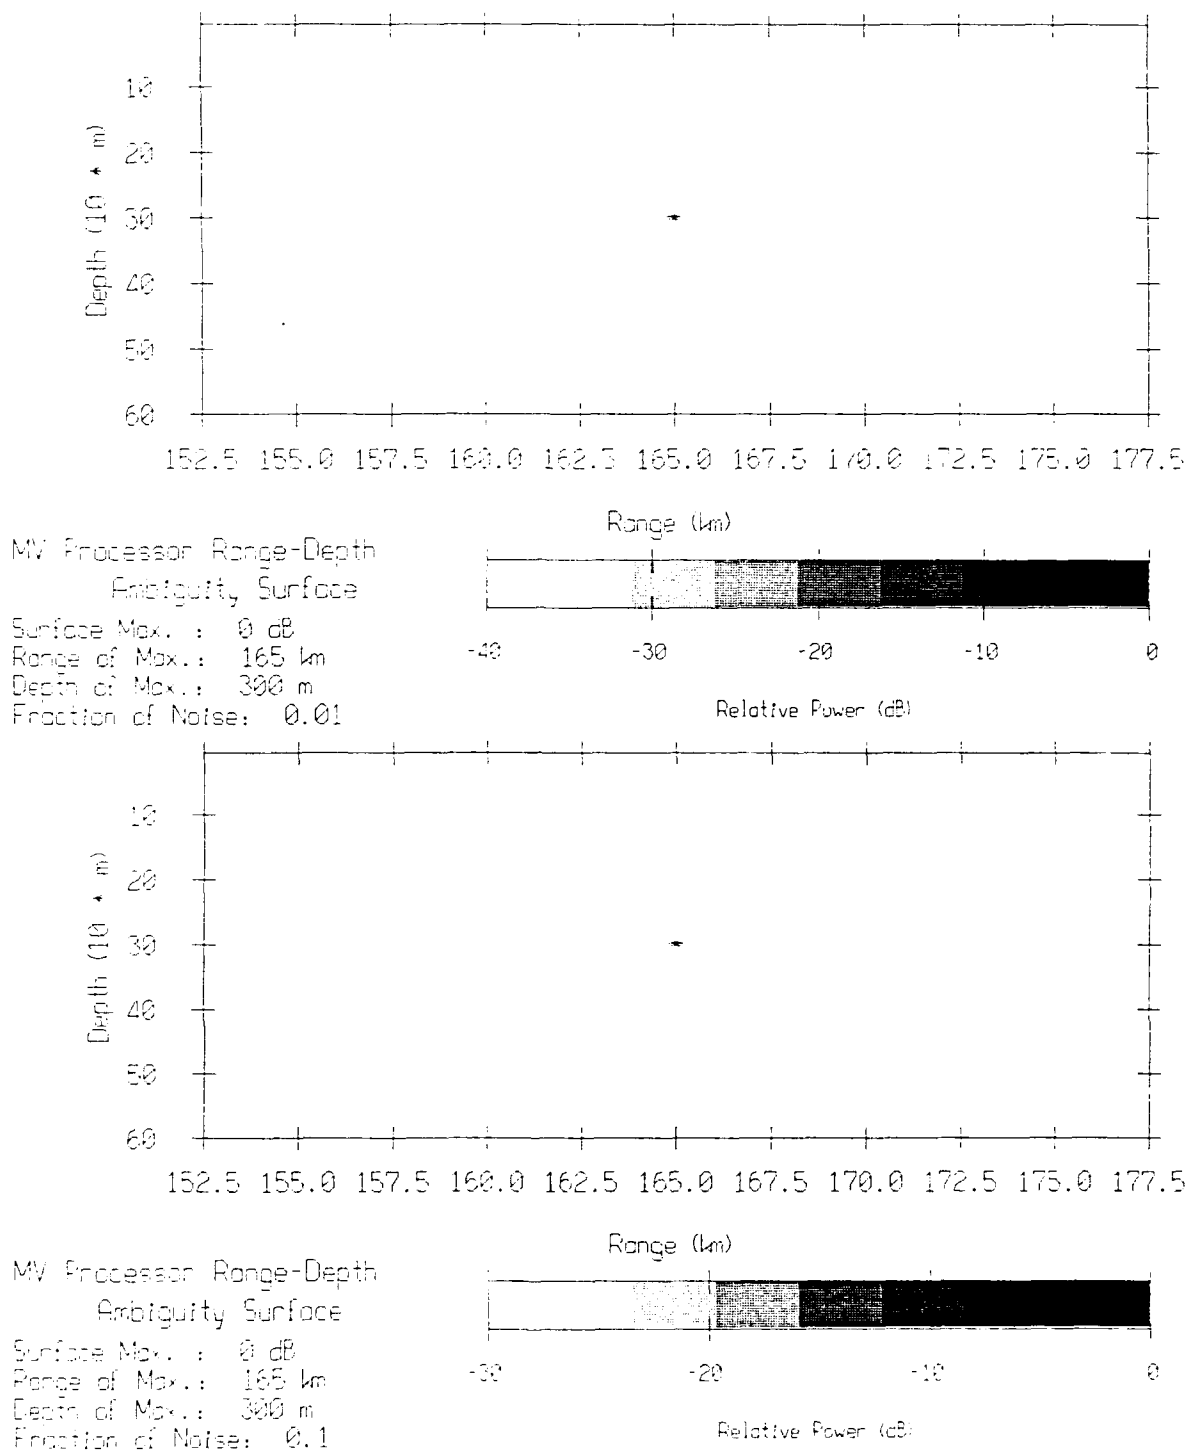 10
20
30
40
50
60
Depth (10 * m)
152.5 155.0 157.5 160.0 162.5 165.0 167.5 170.0 172.5 175.0 177.5
Range (km)
MV Processor Range-Depth
Ambiguity Surface
Surface Max. : 0 dB
Range of Max.: 165 km
Depth of Max.: 300 m
Fraction of Noise: 0.01
-40 -30 -20 -10 0
Relative Power (dB)
10
20
30
40
50
60
Depth (10 * m)
152.5 155.0 157.5 160.0 162.5 165.0 167.5 170.0 172.5 175.0 177.5
Range (km)
MV Processor Range-Depth
Ambiguity Surface
Surface Max. : 0 dB
Range of Max.: 165 km
Depth of Max.: 300 m
Fraction of Noise: 0.1
-30 -20 -10 0
Relative Power (dB)